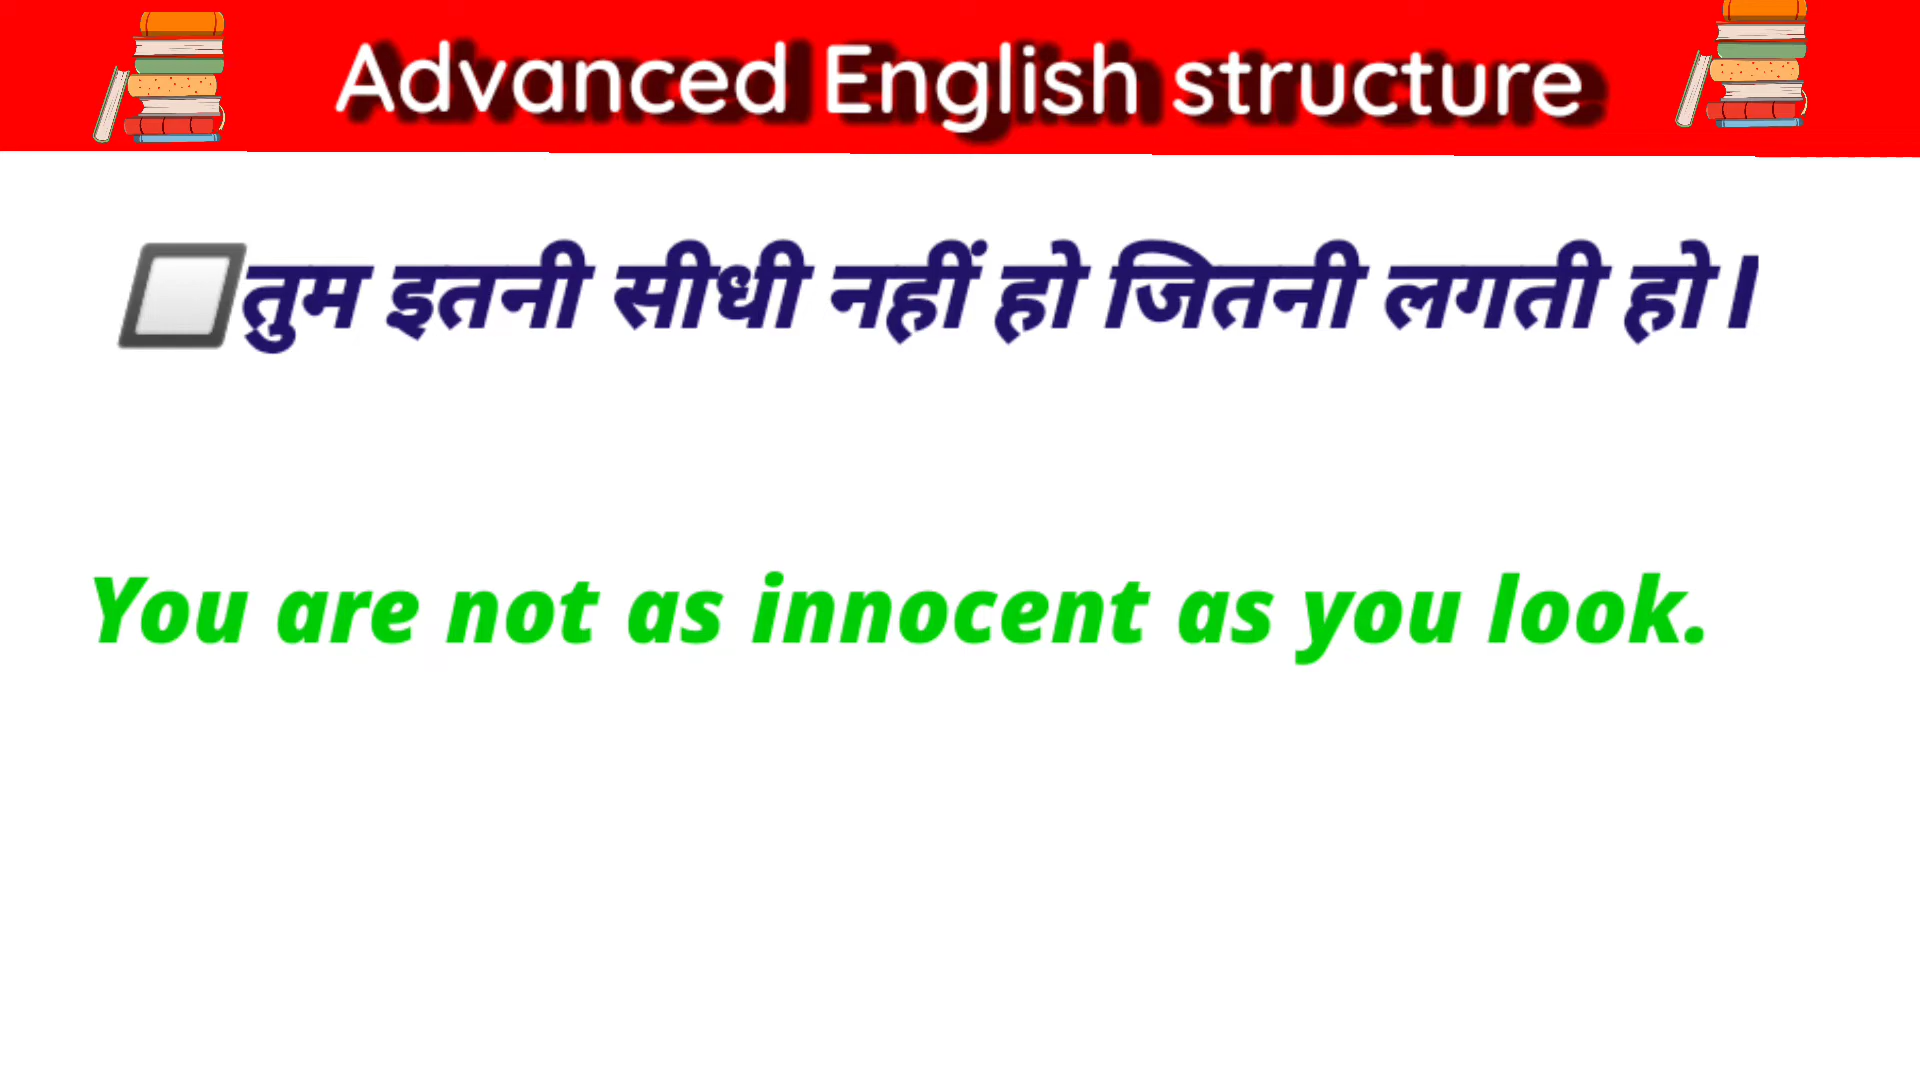 Advanced English structure
तुम इतनी सीधी नहीं हो जितनी लगती हो।
You are not as innocent as you look.